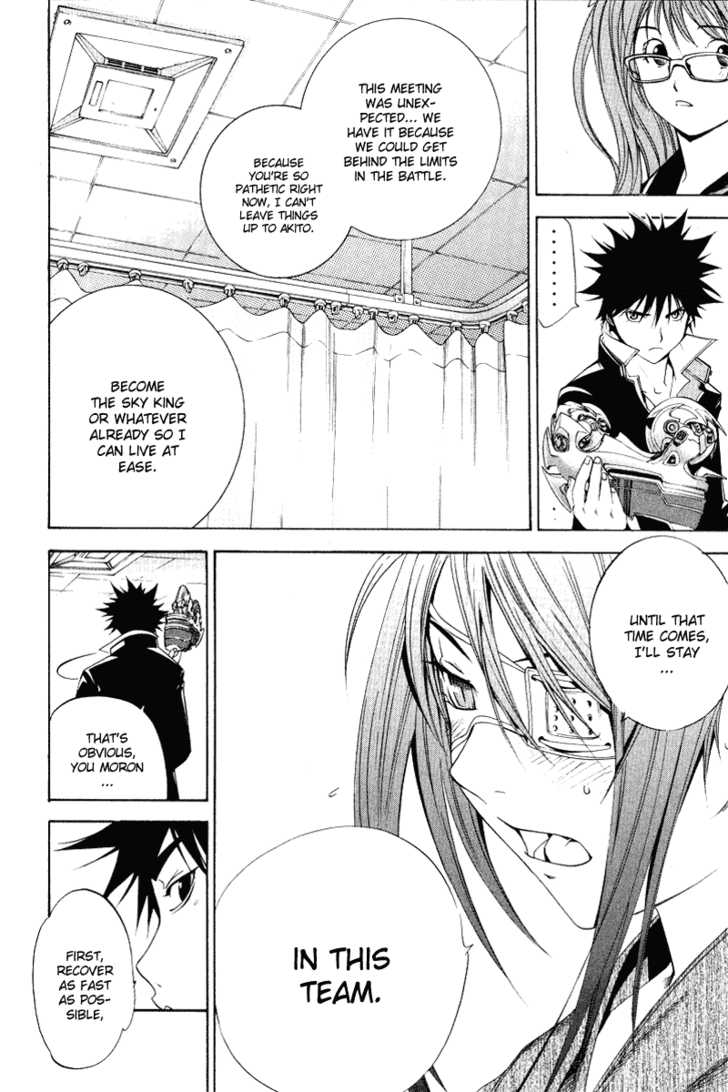 THIS MEETING
WAS UNEX-
PECTED... WE
HAVE IT BECAUSE
WE COULD GET
BEHIND THE LIMITS
IN THE BATTLE.
BECAUSE
YOU'RE SO
PATHETIC RIGHT
NOW, I CAN'T
LEAVE THINGS
UP TO AKITO.
......
BECOME
THE SKY KING
OR WHATEVER
ALREADY SO I
CAN LIVE AT
EASE.
UNTIL THAT
TIME COMES,
I'LL STAY
...
IN THIS
TEAM.
THAT'S
OBVIOUS,
YOU MORON
...
FIRST,
RECOVER
AS FAST
AS POS-
SIBLE,